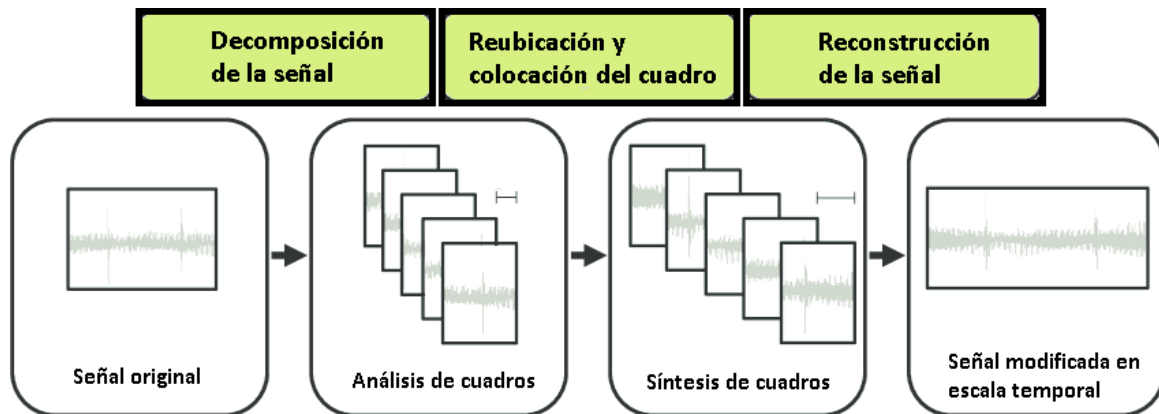 Decomposición
de la señal
Reubicación y
colocación del cuadro
Reconstrucción
de la señal
Señal original
Análisis de cuadros
Síntesis de cuadros
Señal modificada en
escala temporal